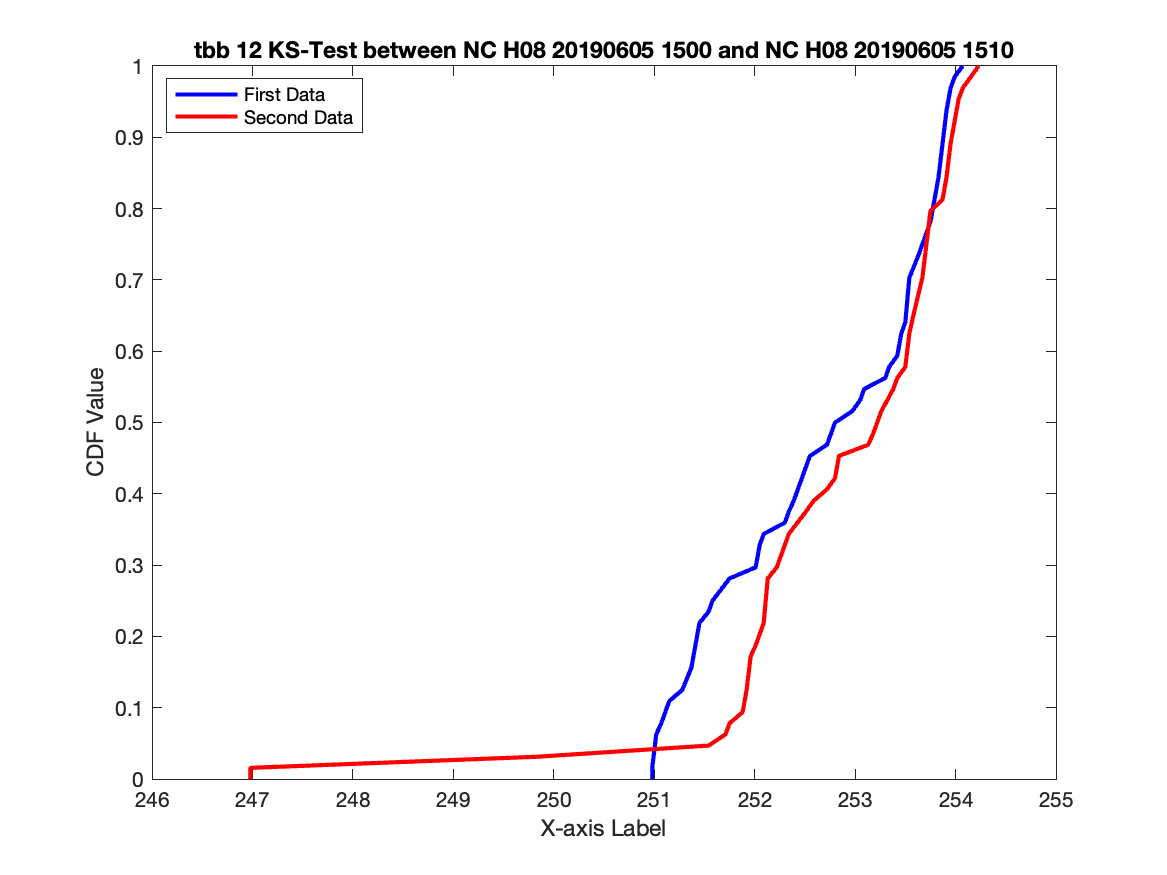 tbb 12 KS-Test between NC H08 20190605 1500 and NC H08 20190605 1510
First Data
Second Data
1
0.9
0.8
0.7
0.6
0.5
0.4
0.3
0.2
0.1
0
CDF Value
246 247 248 249 250 251 252 253 254 255
X-axis Label